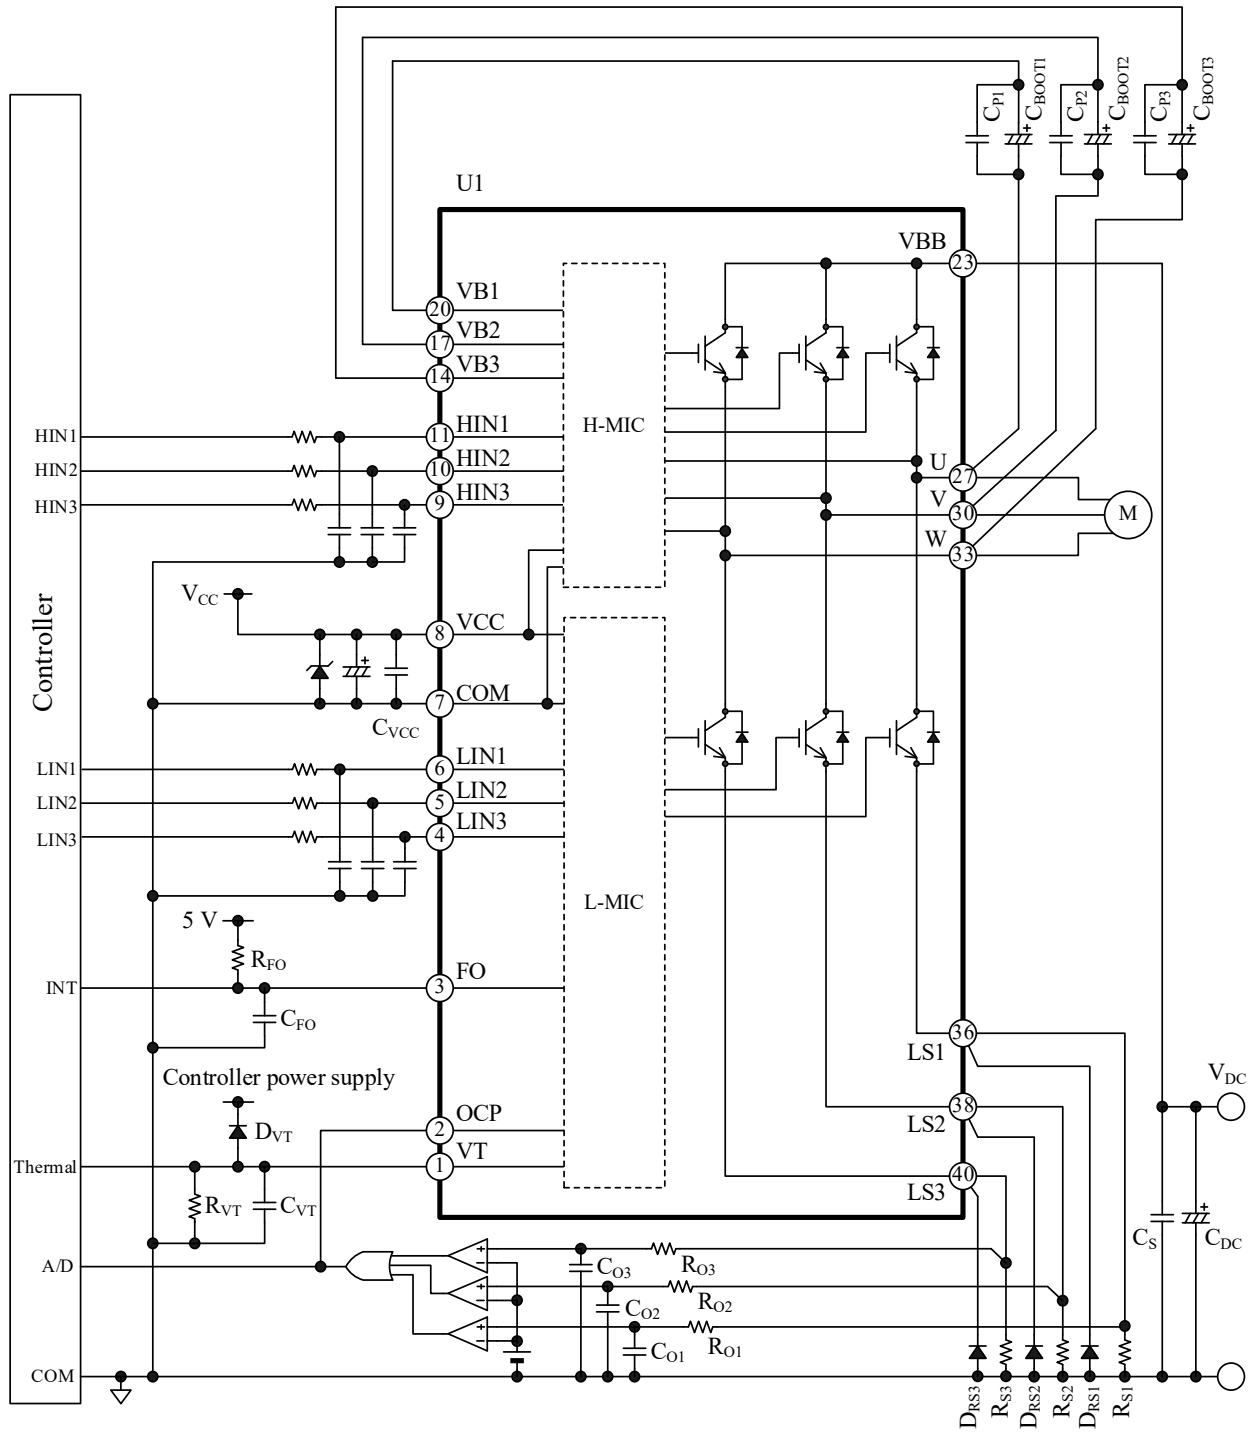 C_P1
C_BOOT1
C_P2
C_BOOT2
C_P3
C_BOOT3
U1
VBB
23
20
VB1
17
VB2
14
VB3
H-MIC
HIN1
11
HIN1
HIN2
10
HIN2
HIN3
9
HIN3
U
27
V
30
M
W
33
V_CC
8
VCC
7
COM
C_VCC
Controller
LIN1
6
LIN1
LIN2
5
LIN2
LIN3
4
LIN3
L-MIC
5 V
R_FO
INT
3
FO
C_FO
36
LS1
Controller power supply
V_DC
D_VT
2
OCP
38
LS2
Thermal
1
VT
40
LS3
R_VT
C_VT
C_S
C_DC
A/D
+
−
C_O3
R_O3
+
−
C_O2
R_O2
+
−
C_O1
R_O1
COM
D_RS3
R_S3
D_RS2
R_S2
D_RS1
R_S1